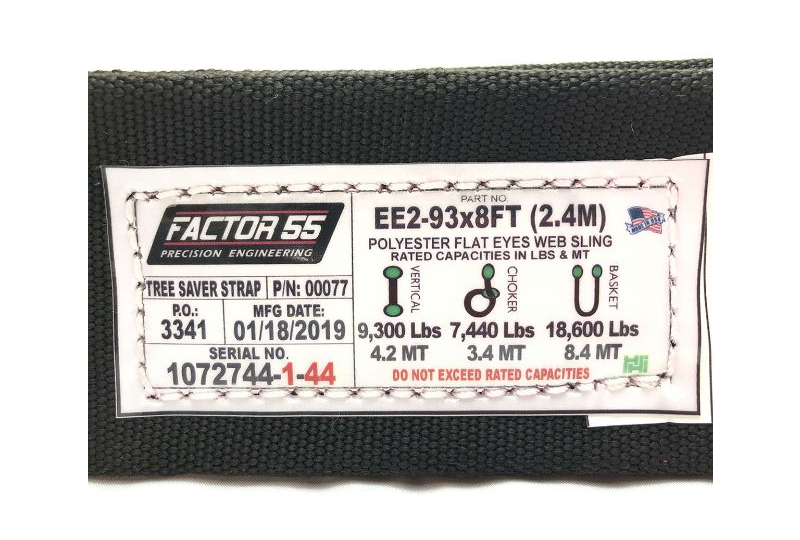 FACTOR 55
PRECISION ENGINEERING
TREE SAVER STRAP P/N: 00077
P.O.: MFG DATE:
3341 01/18/2019
SERIAL NO.
1072744-1-44
PART NO.
EE2-93x8FT (2.4M)
MADE IN USA
POLYESTER FLAT EYES WEB SLING
RATED CAPACITIES IN LBS & MT
VERTICAL CHOKER BASKET
9,300 Lbs 7,440 Lbs 18,600 Lbs
4.2 MT 3.4 MT 8.4 MT
DO NOT EXCEED RATED CAPACITIES